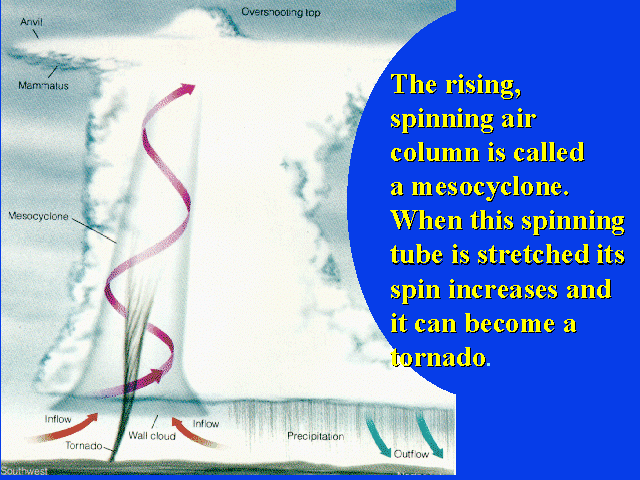 Overshooting top
Anvil
Mammatus
The rising,
spinning air
column is called
a mesocyclone.
When this spinning
tube is stretched its
spin increases and
it can become a
tornado.
Mesocyclone
Inflow
Inflow
Wall cloud
Precipitation
Tornado
Outflow
Southwest